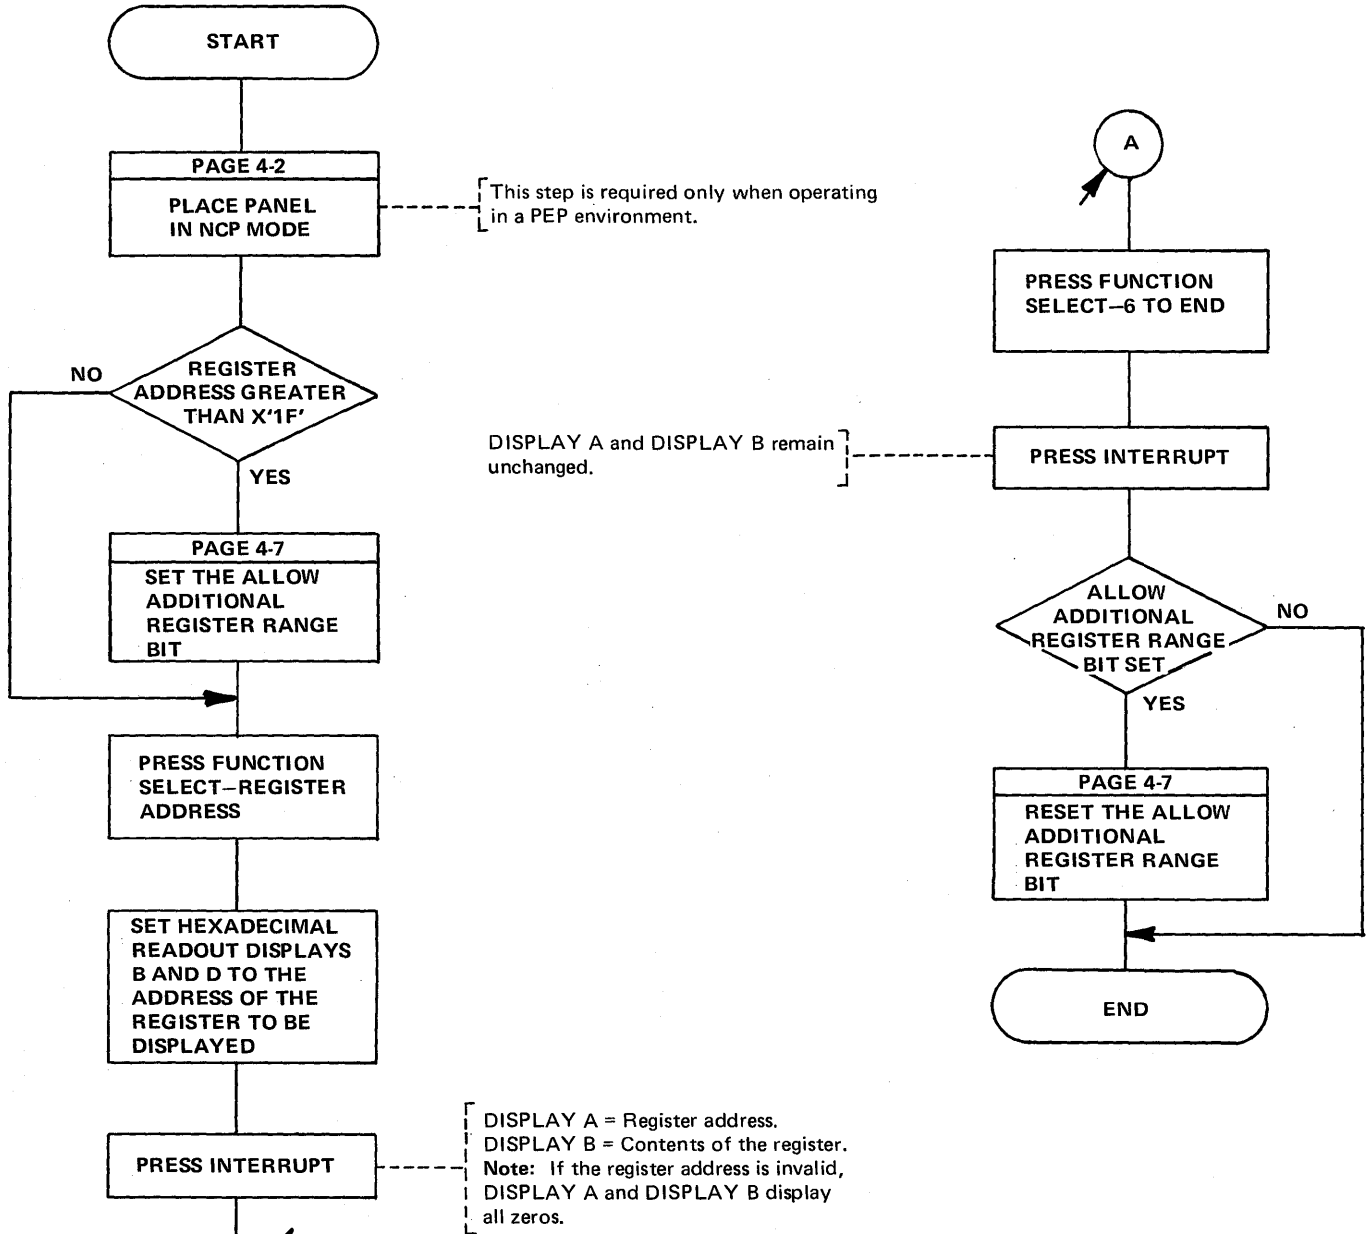 START
PAGE 4-2
PLACE PANEL
IN NCP MODE
This step is required only when operating
in a PEP environment.
REGISTER
ADDRESS GREATER
THAN X'1F'
NO
YES
PAGE 4-7
SET THE ALLOW
ADDITIONAL
REGISTER RANGE
BIT
PRESS FUNCTION
SELECT—REGISTER
ADDRESS
SET HEXADECIMAL
READOUT DISPLAYS
B AND D TO THE
ADDRESS OF THE
REGISTER TO BE
DISPLAYED
PRESS INTERRUPT
DISPLAY A = Register address.
DISPLAY B = Contents of the register.
Note: If the register address is invalid,
DISPLAY A and DISPLAY B display
all zeros.
A
PRESS FUNCTION
SELECT—6 TO END
PRESS INTERRUPT
DISPLAY A and DISPLAY B remain
unchanged.
ALLOW
ADDITIONAL
REGISTER RANGE
BIT SET
NO
YES
PAGE 4-7
RESET THE ALLOW
ADDITIONAL
REGISTER RANGE
BIT
END